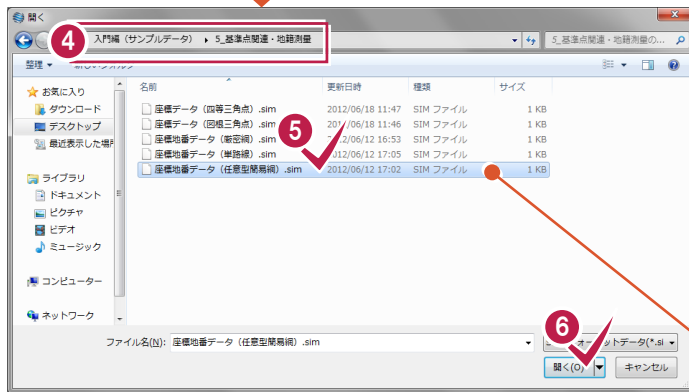 開く
4
入門編（サンプルデータ） ▸ 5_基準点関連・地籍測量
5_基準点関連・地籍測量の...
整理 ▼
お気に入り
ダウンロード
デスクトップ
最近表示した場所
ライブラリ
ドキュメント
ピクチャ
ビデオ
ミュージック
コンピューター
ネットワーク
名前 更新日時 種類 サイズ
座標データ（四等三角点）.sim 2012/06/18 11:47 SIM ファイル 1 KB
座標データ（図根三角点）.sim 2012/06/18 11:46 SIM ファイル 1 KB
5
座標地番データ（厳密網）.sim 2012/06/12 16:53 SIM ファイル 1 KB
座標地番データ（単路線）.sim 2012/06/12 17:05 SIM ファイル 1 KB
座標地番データ（任意型簡易網）.sim 2012/06/12 17:02 SIM ファイル 1 KB
6
ファイル名(N): 座標地番データ（任意型簡易網）.sim
ォーマットデータ(*.si
開く(O) キャンセル